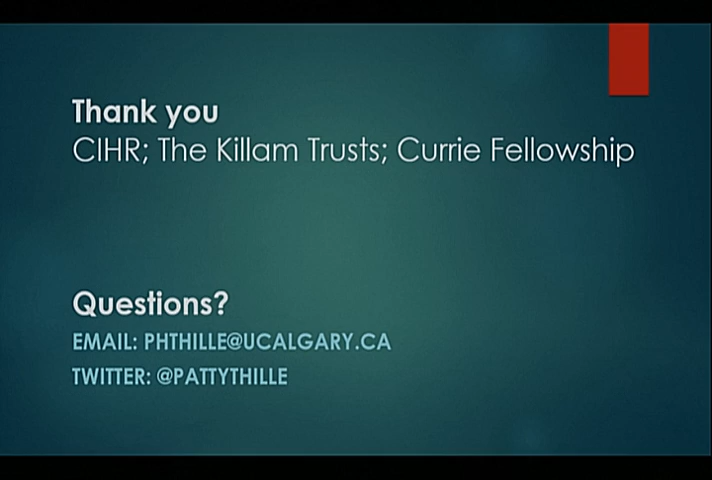 Thank you
CIHR; The Killam Trusts; Currie Fellowship
Questions?
EMAIL: PHTHILLE@UCALGARY.CA
TWITTER: @PATTYTHILLE